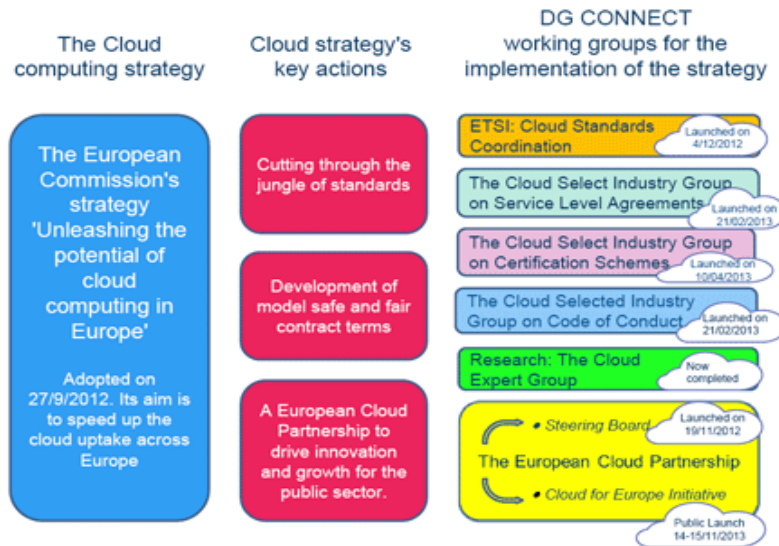 The Cloud
computing strategy
Cloud strategy's
key actions
DG CONNECT
working groups for the
implementation of the strategy
The European
Commission's
strategy
'Unleashing the
potential of
cloud
computing in
Europe'
Adopted on
27/9/2012. Its aim is
to speed up the
cloud uptake across
Europe
Cutting through the
jungle of standards
Development of
model safe and fair
contract terms
A European Cloud
Partnership to
drive innovation
and growth for the
public sector.
ETSI: Cloud Standards
Coordination
Launched on
4/12/2012
The Cloud Select Industry Group
on Service Level Agreements
Launched on
21/02/2013
The Cloud Select Industry Group
on Certification Schemes
Launched on
10/04/2013
The Cloud Selected Industry
Group on Code of Conduct
Launched on
21/02/2013
Research: The Cloud
Expert Group
Now
completed
• Steering Board
Launched on
19/11/2012
The European Cloud Partnership
• Cloud for Europe Initiative
Public Launch
14-15/11/2013